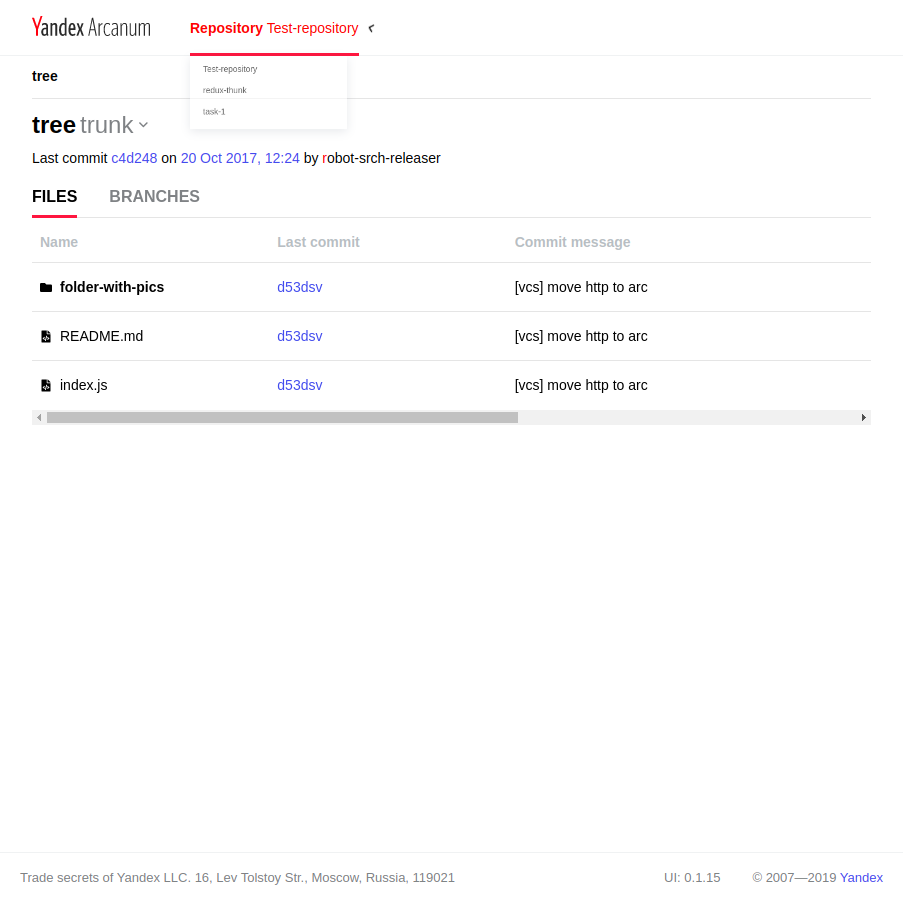 Yandex Arcanum
Repository Test-repository
Test-repository
redux-thunk
task-1
tree
tree trunk
Last commit c4d248 on 20 Oct 2017, 12:24 by robot-srch-releaser
FILES BRANCHES
Name Last commit Commit message
folder-with-pics d53dsv [vcs] move http to arc
README.md d53dsv [vcs] move http to arc
index.js d53dsv [vcs] move http to arc
Trade secrets of Yandex LLC. 16, Lev Tolstoy Str., Moscow, Russia, 119021 UI: 0.1.15 © 2007—2019 Yandex